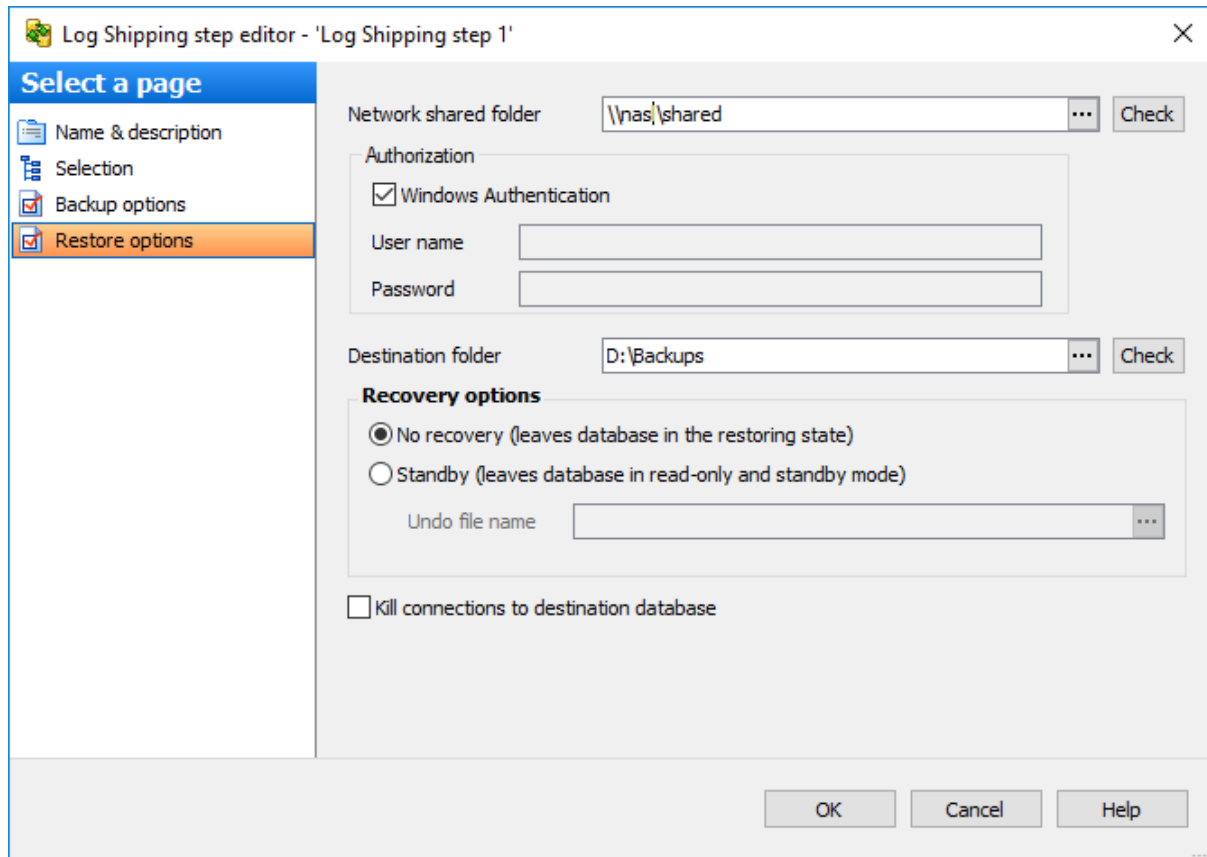 Log Shipping step editor - 'Log Shipping step 1'
Select a page
Name & description
Selection
Backup options
Restore options
Network shared folder \\nas\shared ... Check
Authorization
Windows Authentication
User name
Password
Destination folder D:\Backups ... Check
Recovery options
No recovery (leaves database in the restoring state)
Standby (leaves database in read-only and standby mode)
Undo file name ...
Kill connections to destination database
OK Cancel Help